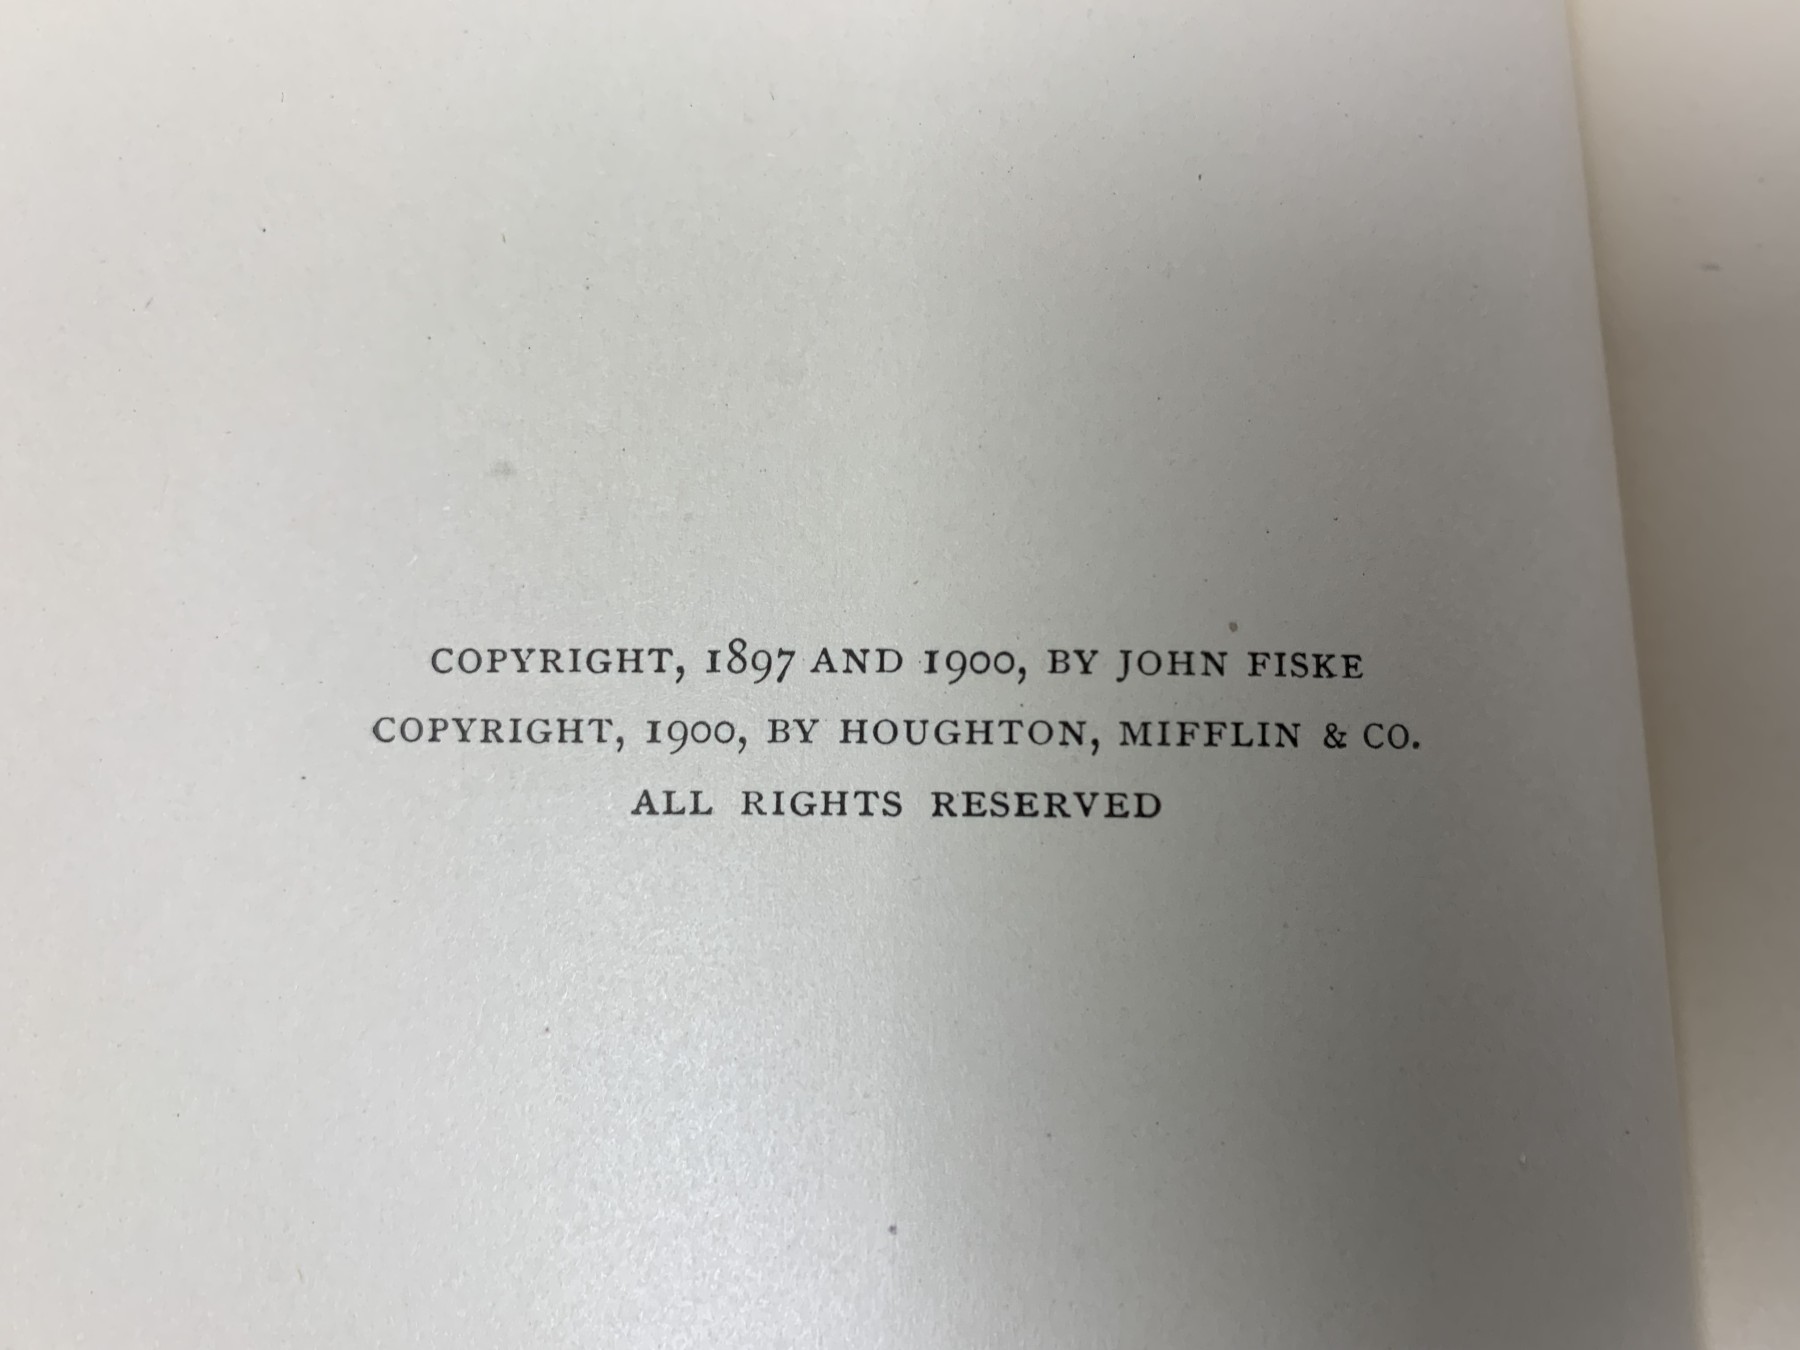 COPYRIGHT, 1897 AND 1900, BY JOHN FISKE
COPYRIGHT, 1900, BY HOUGHTON, MIFFLIN & CO.
ALL RIGHTS RESERVED